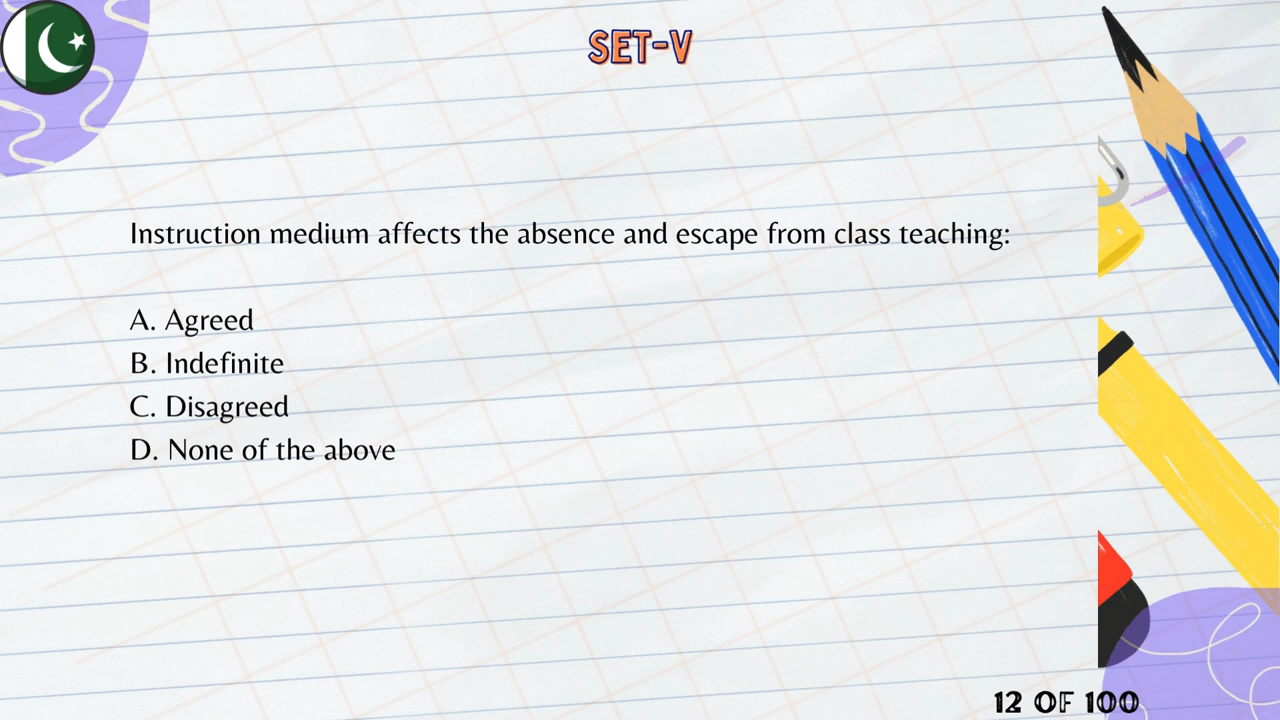 SET-V
Instruction medium affects the absence and escape from class teaching:
A. Agreed
B. Indefinite
C. Disagreed
D. None of the above
12 OF 100